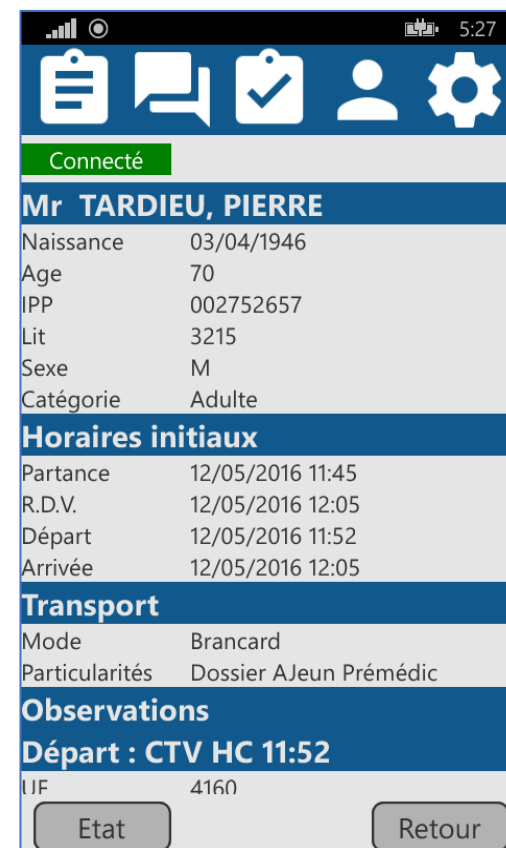 5:27
Connecté
Mr TARDIEU, PIERRE
Naissance 03/04/1946
Age 70
IPP 002752657
Lit 3215
Sexe M
Catégorie Adulte
Horaires initiaux
Partance 12/05/2016 11:45
R.D.V. 12/05/2016 12:05
Départ 12/05/2016 11:52
Arrivée 12/05/2016 12:05
Transport
Mode Brancard
Particularités Dossier AJeun Prémédic
Observations
Départ : CTV HC 11:52
UF 4160
Etat Retour